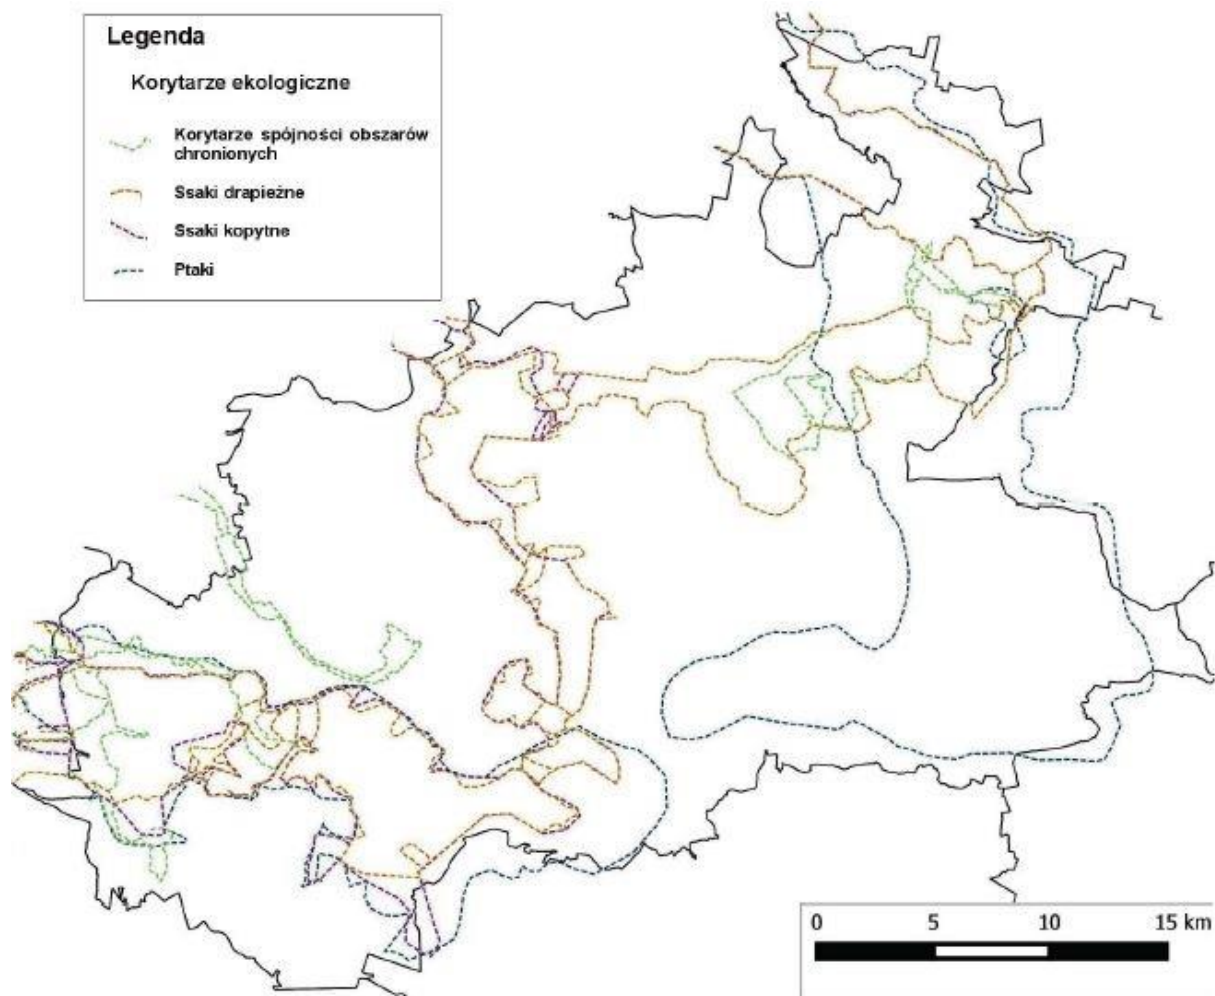 Legenda
Korytarze ekologiczne
Korytarze spójności obszarów
chronionych
Ssaki drapieżne
Ssaki kopytne
Ptaki
0 5 10 15 km